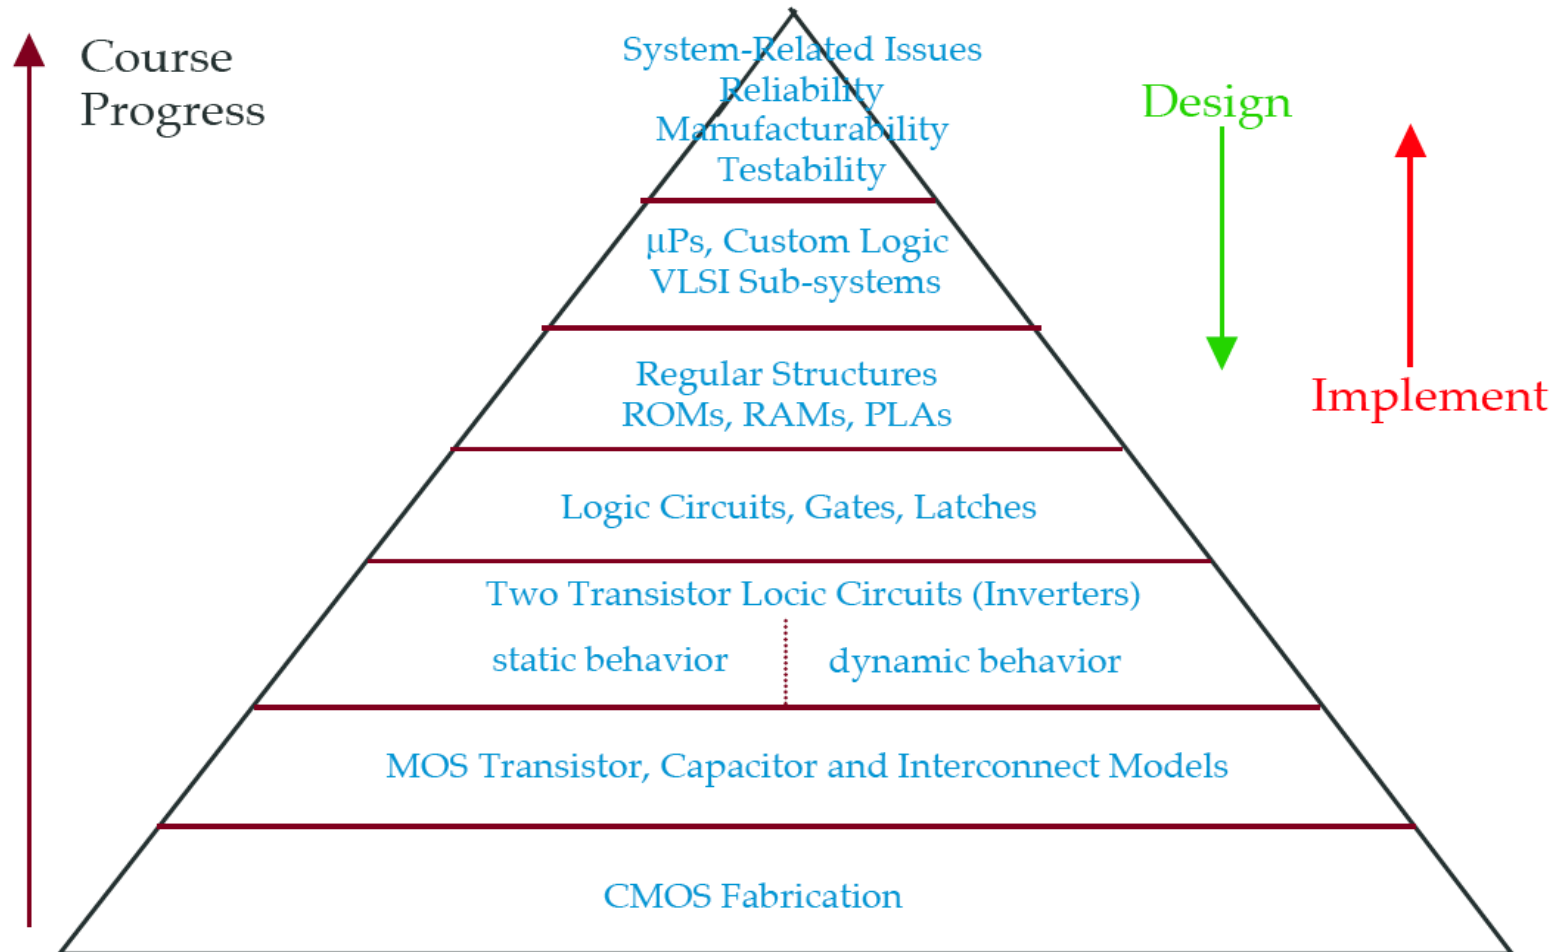 Course
Progress
System-Related Issues
Reliability
Manufacturability
Testability
Design
Implement
μPs, Custom Logic
VLSI Sub-systems
Regular Structures
ROMs, RAMs, PLAs
Logic Circuits, Gates, Latches
Two Transistor Locic Circuits (Inverters)
static behavior
dynamic behavior
MOS Transistor, Capacitor and Interconnect Models
CMOS Fabrication